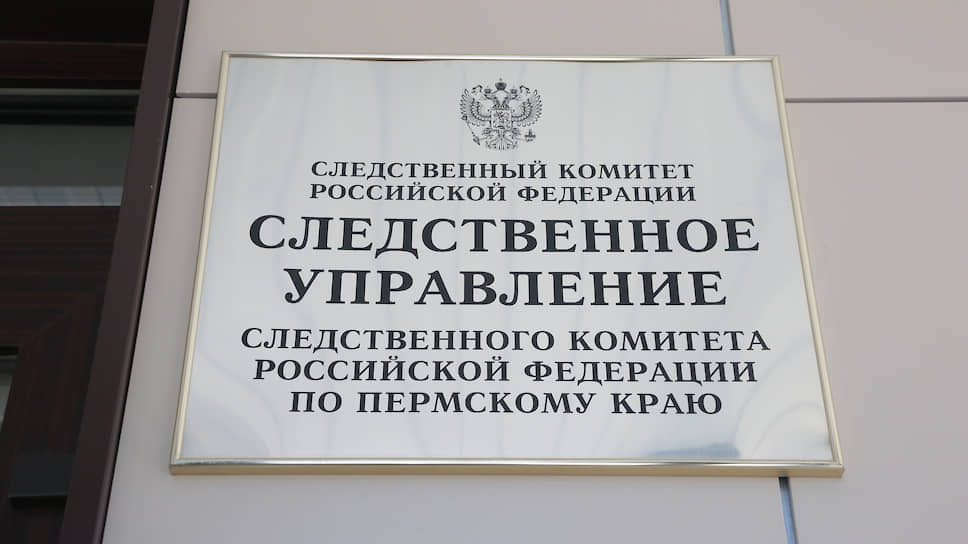 СЛЕДСТВЕННЫЙ КОМИТЕТ
РОССИЙСКОЙ ФЕДЕРАЦИИ
СЛЕДСТВЕННОЕ
УПРАВЛЕНИЕ
СЛЕДСТВЕННОГО КОМИТЕТА
РОССИЙСКОЙ ФЕДЕРАЦИИ
ПО ПЕРМСКОМУ КРАЮ